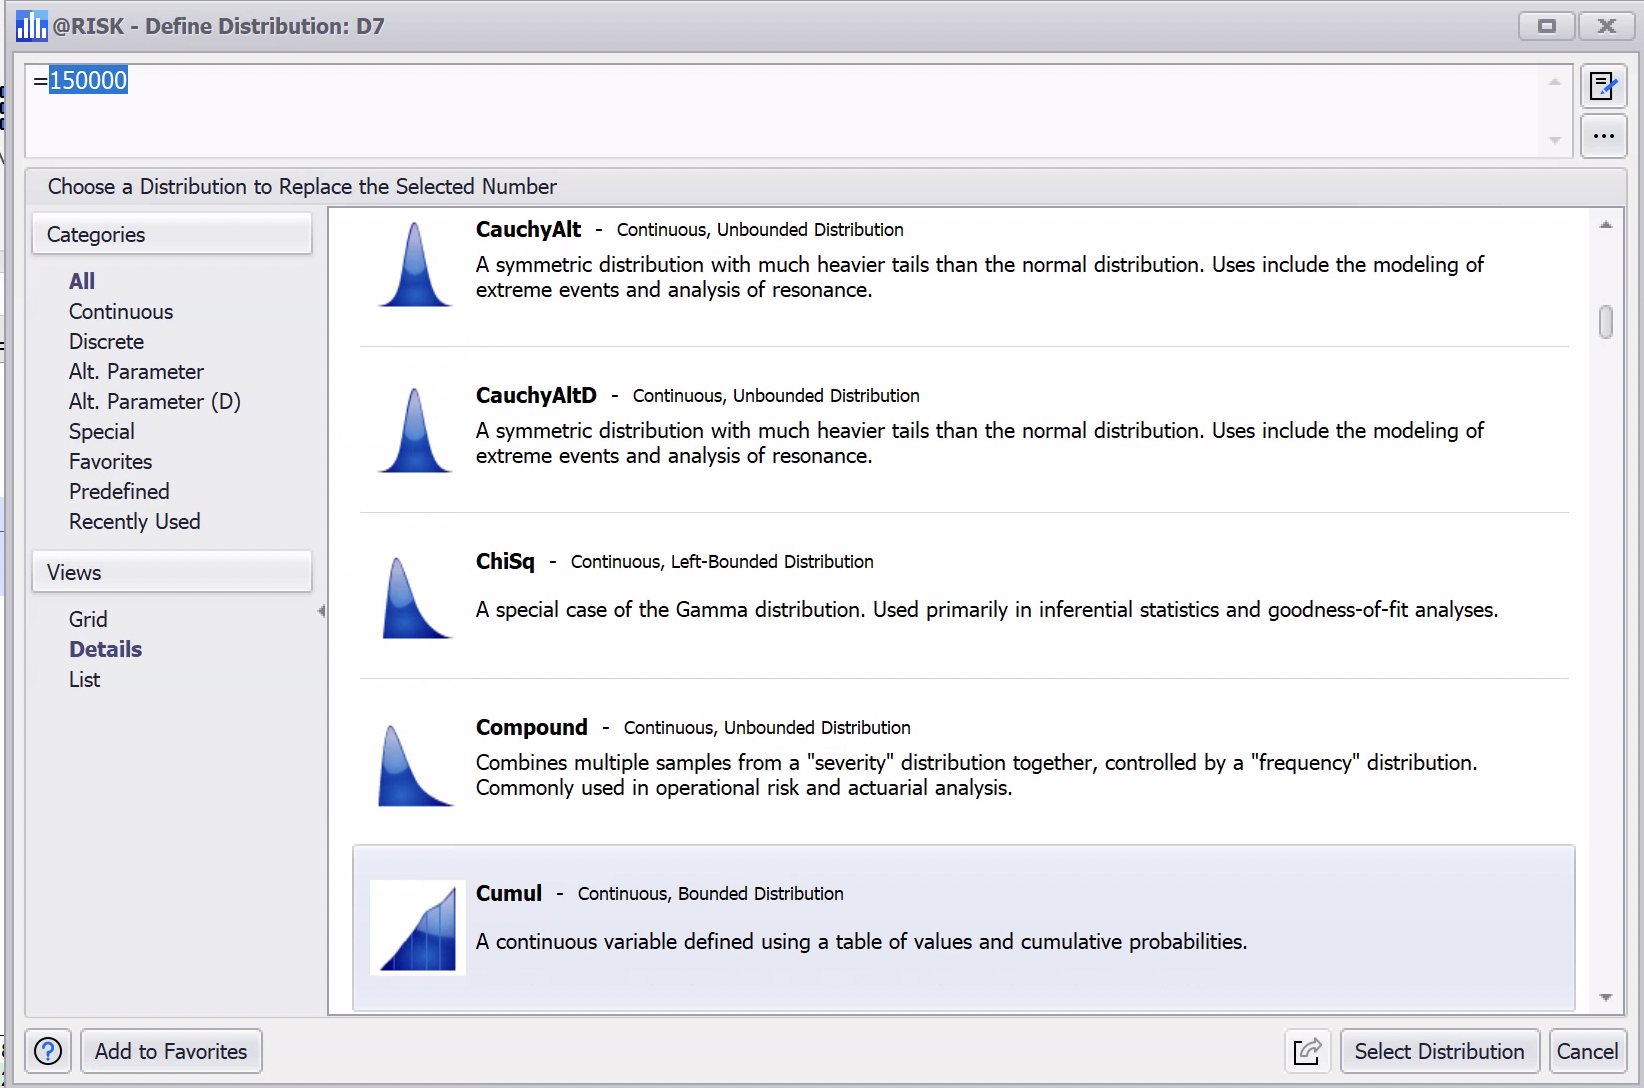 @RISK - Define Distribution: D7
=150000
Choose a Distribution to Replace the Selected Number
Categories
All
Continuous
Discrete
Alt. Parameter
Alt. Parameter (D)
Special
Favorites
Predefined
Recently Used
Views
Grid
Details
List
CauchyAlt - Continuous, Unbounded Distribution
A symmetric distribution with much heavier tails than the normal distribution. Uses include the modeling of
extreme events and analysis of resonance.
CauchyAltD - Continuous, Unbounded Distribution
A symmetric distribution with much heavier tails than the normal distribution. Uses include the modeling of
extreme events and analysis of resonance.
ChiSq - Continuous, Left-Bounded Distribution
A special case of the Gamma distribution. Used primarily in inferential statistics and goodness-of-fit analyses.
Compound - Continuous, Unbounded Distribution
Combines multiple samples from a "severity" distribution together, controlled by a "frequency" distribution.
Commonly used in operational risk and actuarial analysis.
Cumul - Continuous, Bounded Distribution
A continuous variable defined using a table of values and cumulative probabilities.
? Add to Favorites Select Distribution Cancel